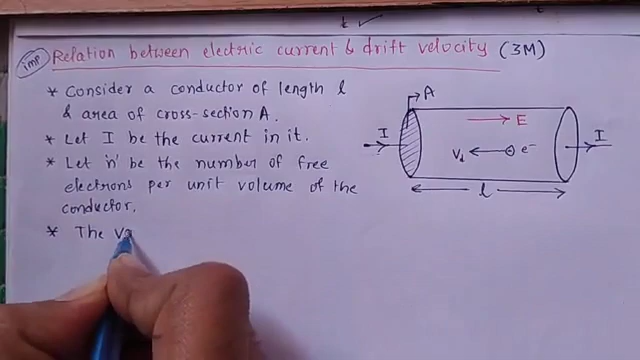 t
t
imp Relation between electric current & drift velocity (3M)
* Consider a conductor of length l
& area of cross-section A.
* Let I be the current in it.
* Let 'n' be the number of free
electrons per unit volume of the
conductor.
* The
A
E
I
I
Vd
e-
l